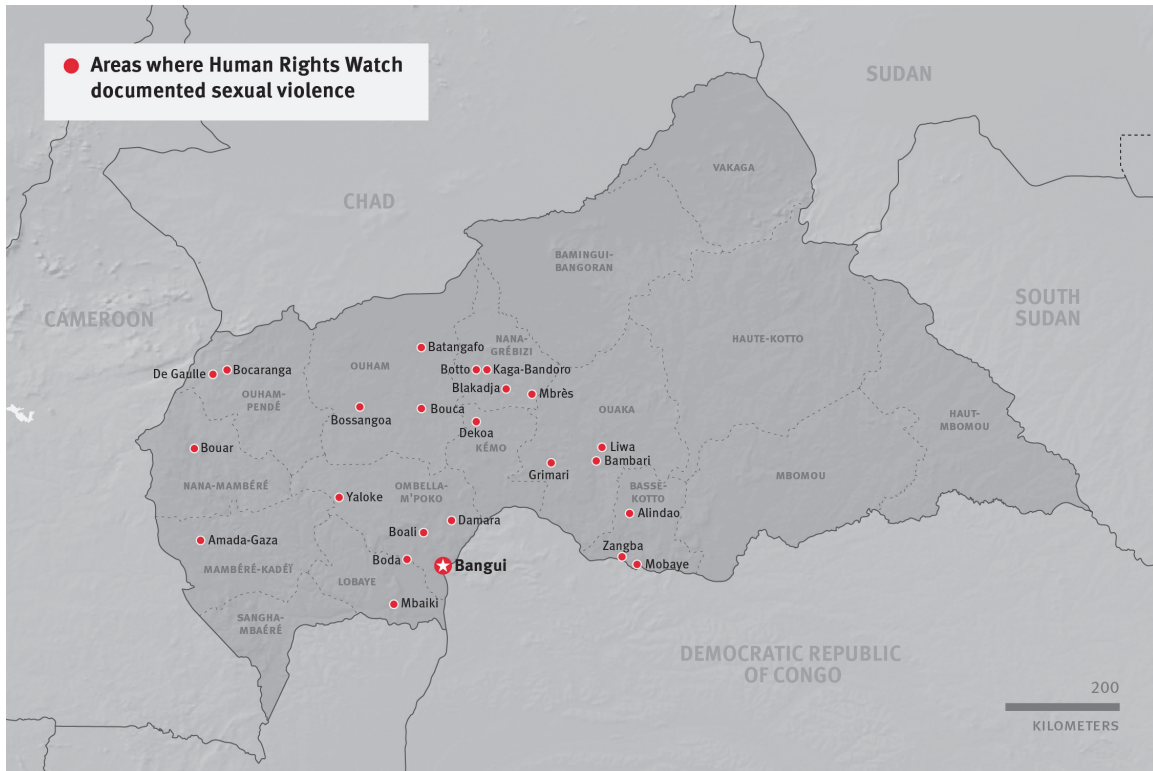 Areas where Human Rights Watch
documented sexual violence
SUDAN
VAKAGA
CHAD
BAMINGUI-
BANGORAN
CAMEROON
SOUTH
SUDAN
HAUTE-KOTTO
NANA-
GRÉBIZI
Batangafo
OUHAM
Botto
Kaga-Bandoro
De Gaulle
Bocaranga
Blakadja
Mbrès
OUHAM-
PENDÉ
Bossangoa
Bouca
OUAKA
Dekoa
HAUT-
MBOMOU
KÉMO
Bouar
Liwa
Bambari
Grimari
MBOMOU
NANA-MAMBÉRÉ
OMBELLA-
M'POKO
BASSE-
KOTTO
Yaloke
Alindao
Damara
Boali
Amada-Gaza
Zangba
Mobaye
Boda
Bangui
MAMBÉRÉ-KADÉÏ
LOBAYE
Mbaiki
SANGHA-
MBAÉRÉ
DEMOCRATIC REPUBLIC
OF CONGO
200
KILOMETERS